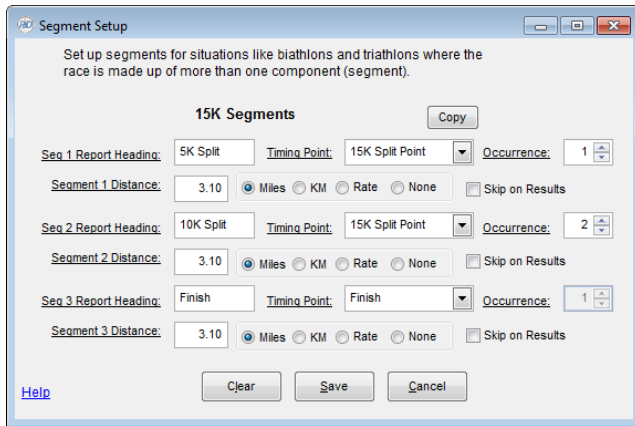 Segment Setup
Set up segments for situations like biathlons and triathlons where the
race is made up of more than one component (segment).
15K Segments Copy
Seg 1 Report Heading: 5K Split Timing Point: 15K Split Point Occurrence: 1
Segment 1 Distance: 3.10 Miles KM Rate None Skip on Results
Seg 2 Report Heading: 10K Split Timing Point: 15K Split Point Occurrence: 2
Segment 2 Distance: 3.10 Miles KM Rate None Skip on Results
Seg 3 Report Heading: Finish Timing Point: Finish Occurrence: 1
Segment 3 Distance: 3.10 Miles KM Rate None Skip on Results
Help Clear Save Cancel